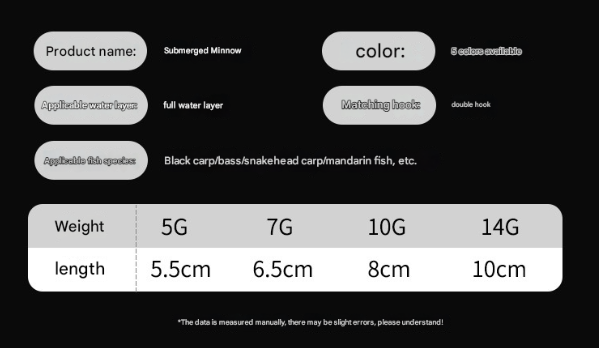 Product name: Submerged Minnow color: 5 colors available
Applicable water layer: full water layer Matching hook: double hook
Applicable fish species: Black carp/bass/snakehead carp/mandarin fish, etc.
Weight 5G 7G 10G 14G
length 5.5cm 6.5cm 8cm 10cm
*The data is measured manually, there may be slight errors, please understand!